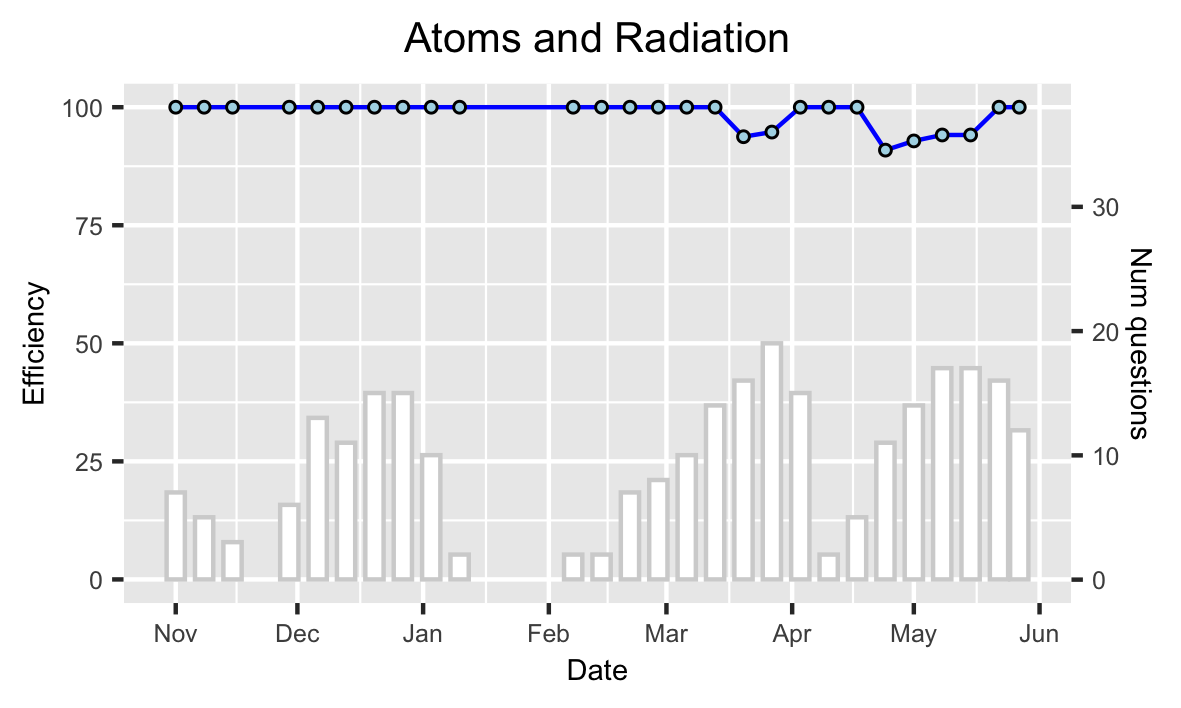 Atoms and Radiation
100
75
50
25
0
Efficiency
30
20
10
0
Num questions
Nov Dec Jan Feb Mar Apr May Jun
Date